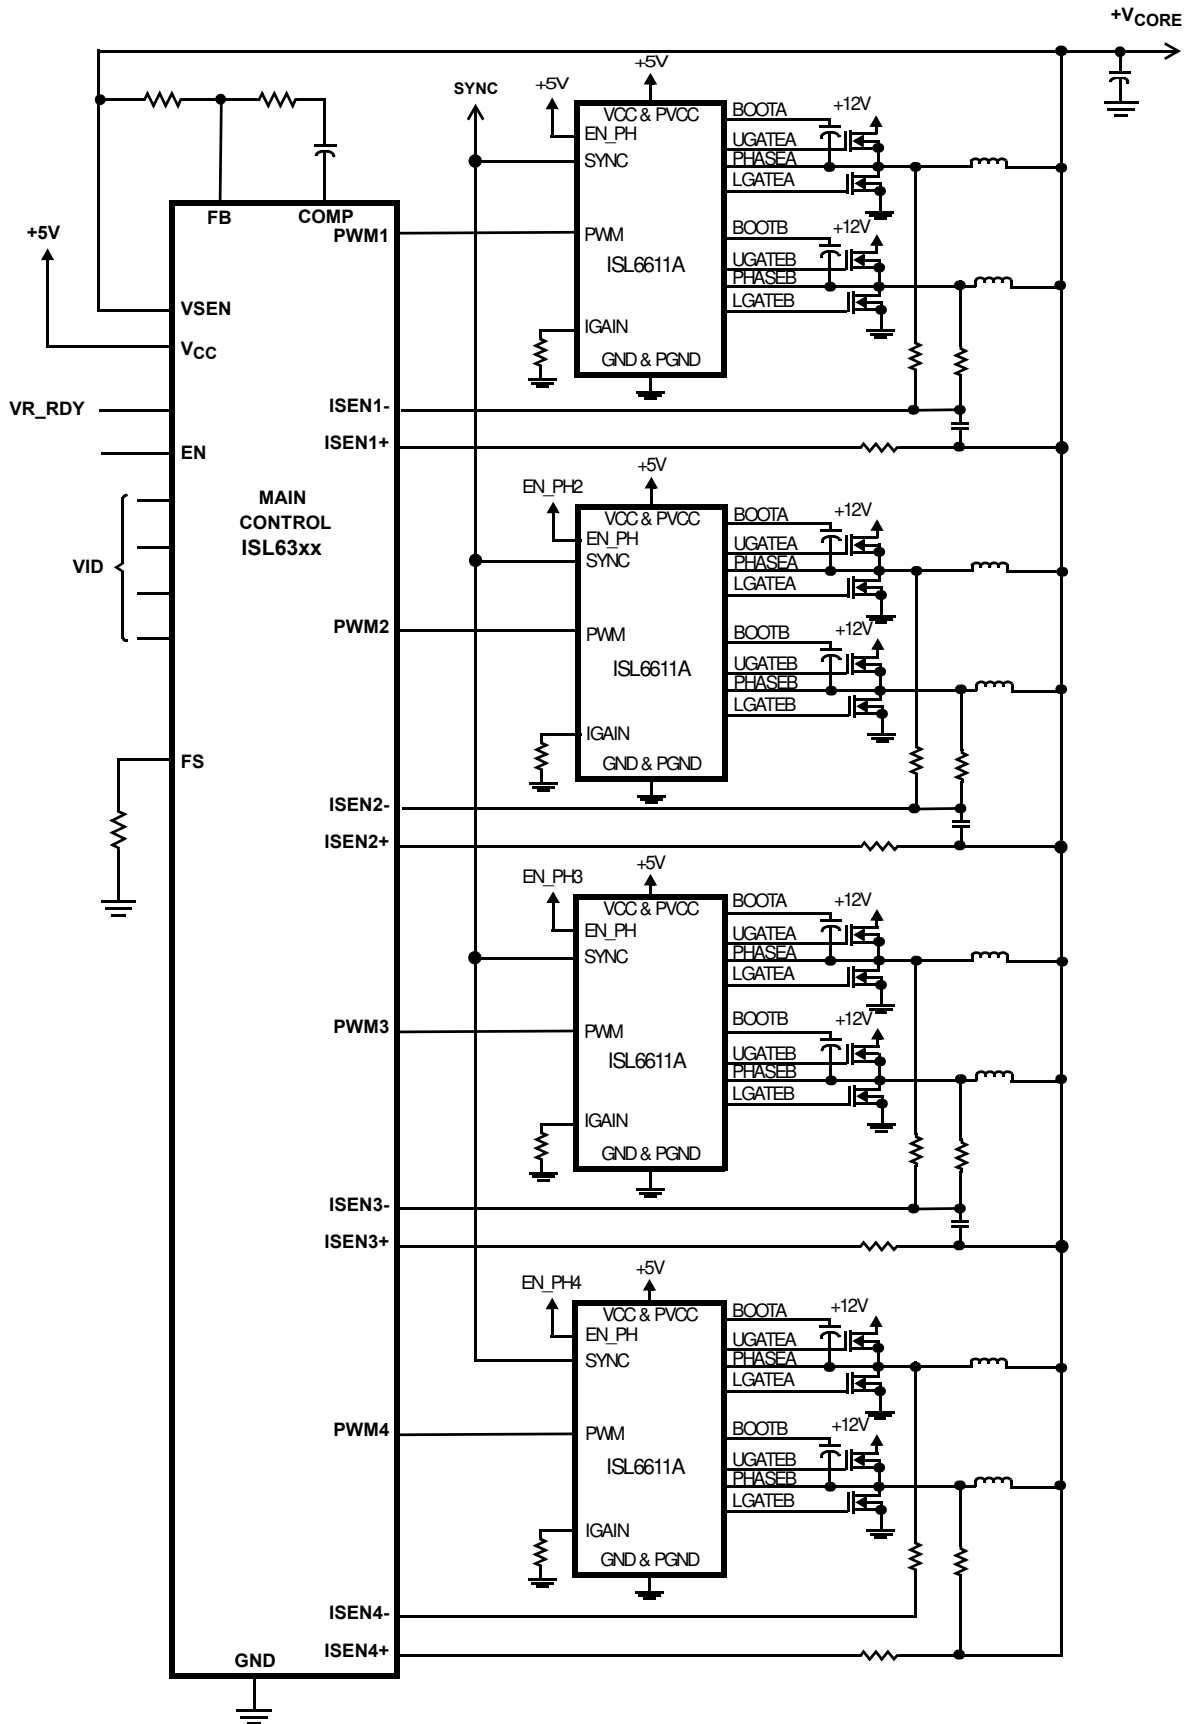 +VCORE
SYNC
+5V
VSEN
VCC
VR_RDY
EN
VID
FS
FB
COMP
MAIN
CONTROL
ISL63xx
GND
PWM1
ISEN1-
ISEN1+
PWM2
ISEN2-
ISEN2+
PWM3
ISEN3-
ISEN3+
PWM4
ISEN4-
ISEN4+
+5V
+5V
VCC & PVCC
EN_PH
SYNC
PWM
ISL6611A
IGAIN
GND & PGND
BOOTA
+12V
UGATEA
PHASEA
LGATEA
BOOTB
+12V
UGATEB
PHASEB
LGATEB
+5V
EN_PH2
VCC & PVCC
EN_PH
SYNC
PWM
ISL6611A
IGAIN
GND & PGND
BOOTA
+12V
UGATEA
PHASEA
LGATEA
BOOTB
+12V
UGATEB
PHASEB
LGATEB
+5V
EN_PH3
VCC & PVCC
EN_PH
SYNC
PWM
ISL6611A
IGAIN
GND & PGND
BOOTA
+12V
UGATEA
PHASEA
LGATEA
BOOTB
+12V
UGATEB
PHASEB
LGATEB
+5V
EN_PH4
VCC & PVCC
EN_PH
SYNC
PWM
ISL6611A
IGAIN
GND & PGND
BOOTA
+12V
UGATEA
PHASEA
LGATEA
BOOTB
+12V
UGATEB
PHASEB
LGATEB